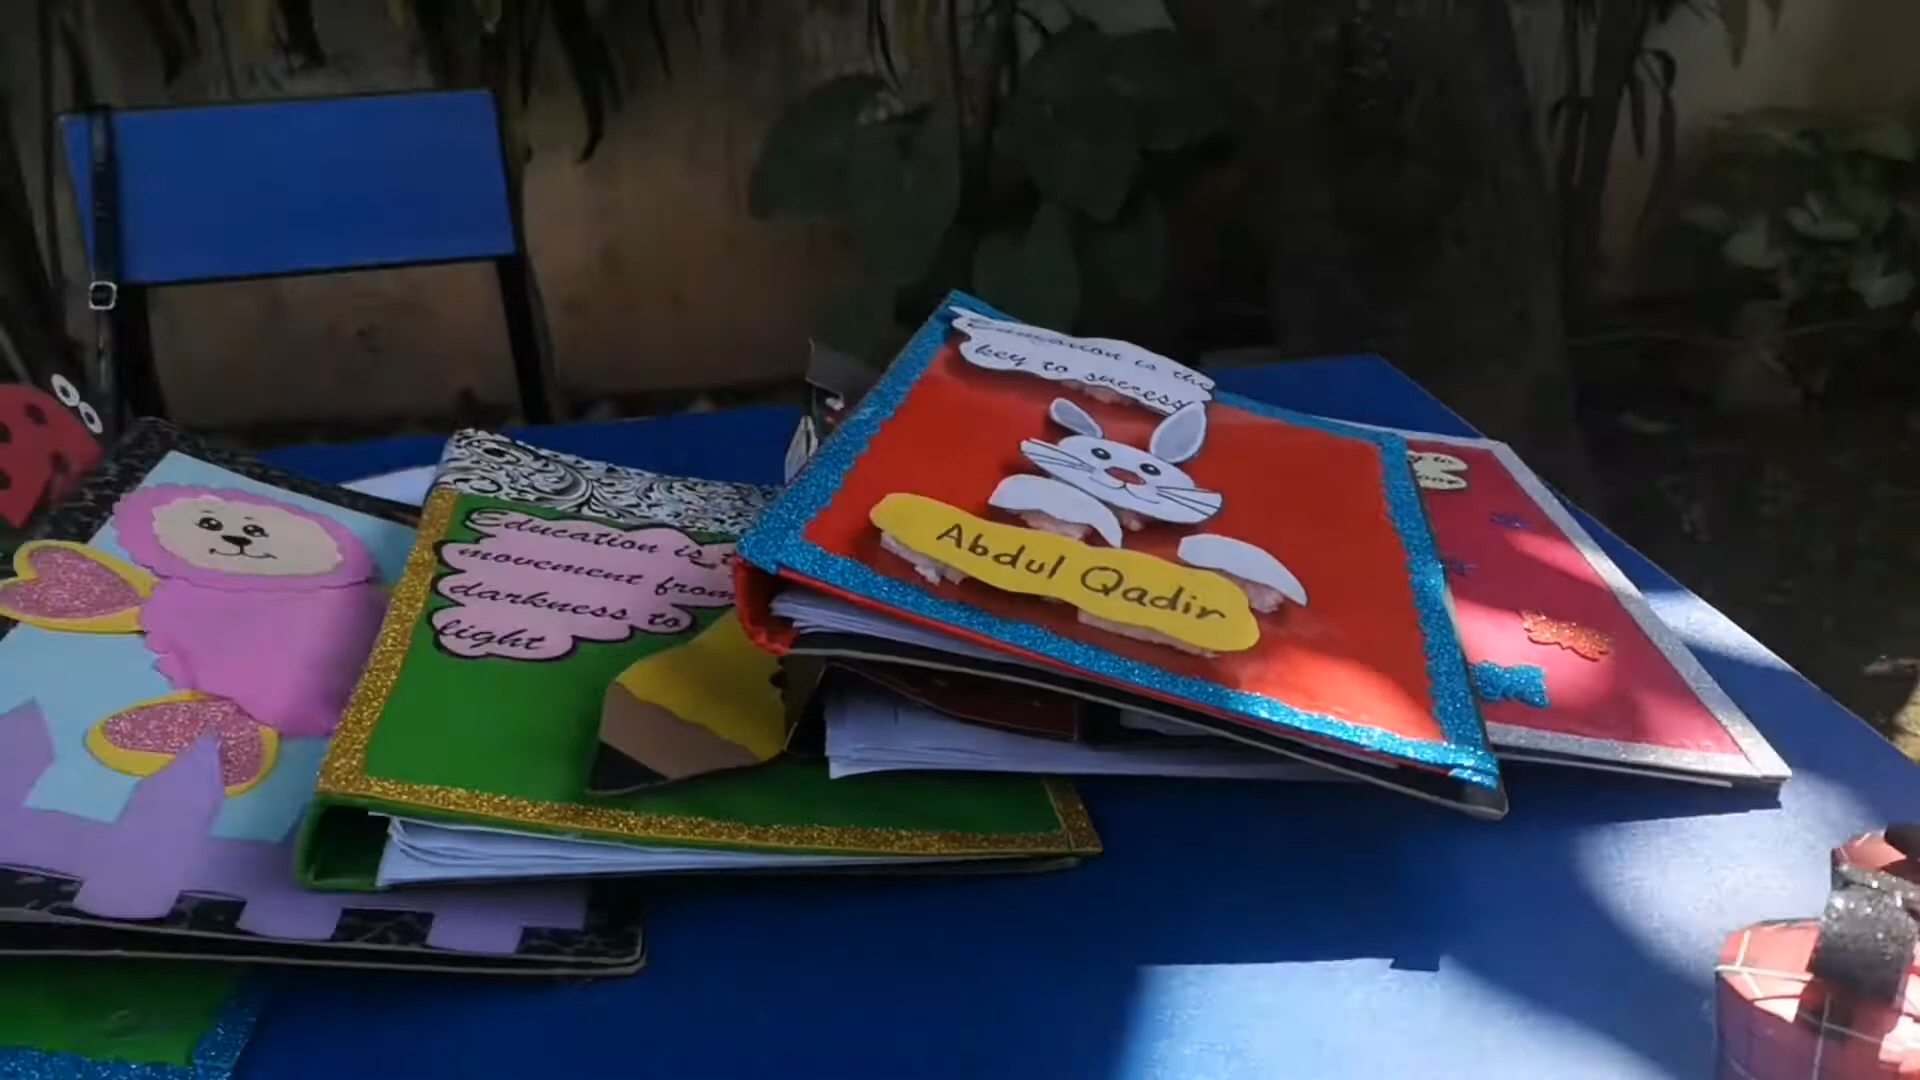 Education is the
key to success
Abdul Qadir
Education is t
movement from
darkness to
light